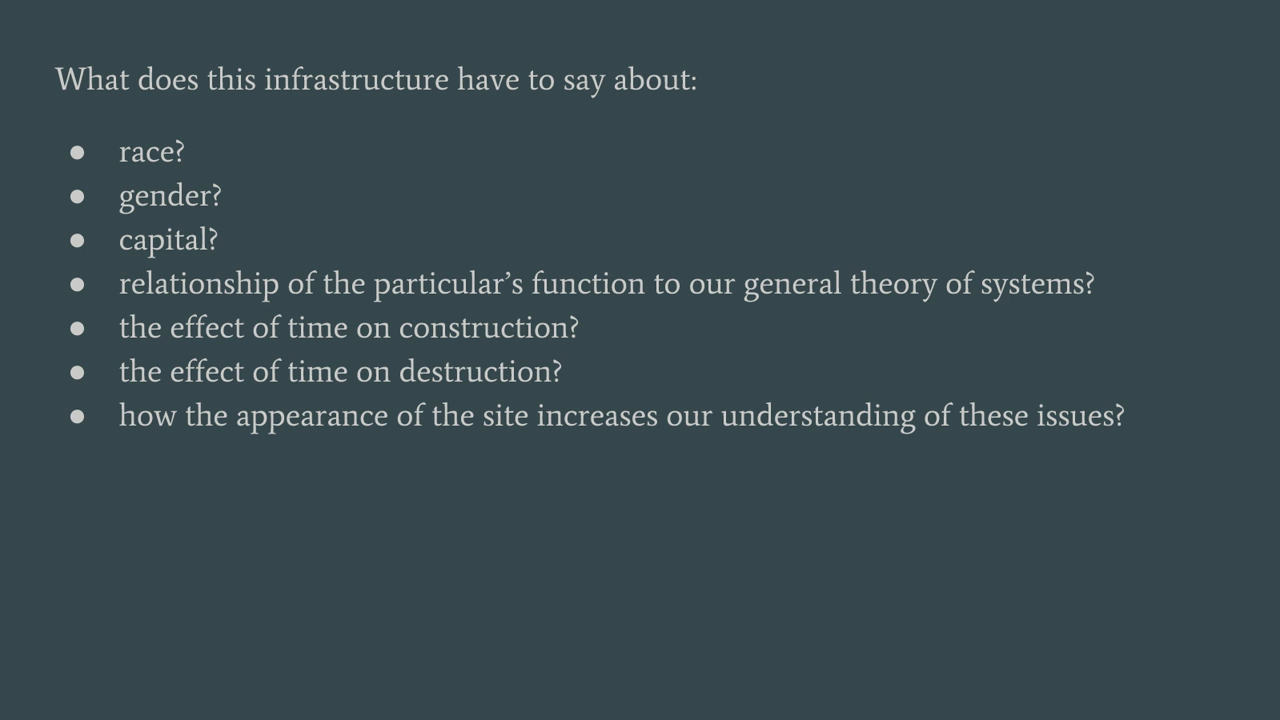 What does this infrastructure have to say about:
● race?
● gender?
● capital?
● relationship of the particular’s function to our general theory of systems?
● the effect of time on construction?
● the effect of time on destruction?
● how the appearance of the site increases our understanding of these issues?